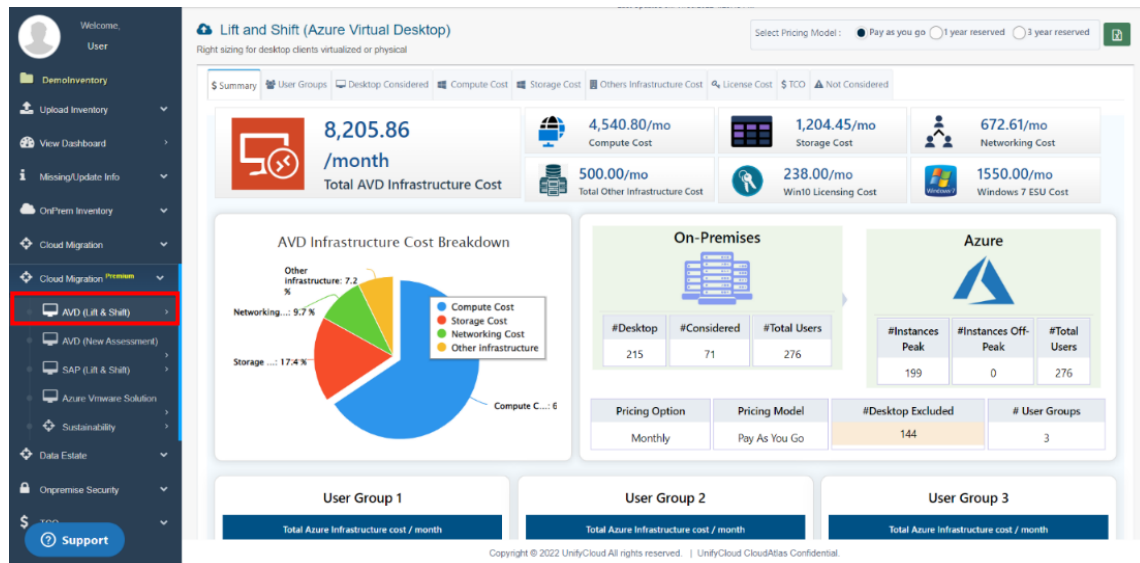 Welcome,
User
DemoInventory
Upload Inventory
View Dashboard
Missing/Update Info
OnPrem Inventory
Cloud Migration
Cloud Migration Premium
AVD (Lift & Shift)
AVD (New Assessment)
SAP (Lift & Shift)
Azure Vmware Solution
Sustainability
Data Estate
Onpremise Security
$
Support
Lift and Shift (Azure Virtual Desktop)
Right sizing for desktop clients virtualized or physical
Select Pricing Model : Pay as you go 1 year reserved 3 year reserved
$ Summary User Groups Desktop Considered Compute Cost Storage Cost Others Infrastructure Cost License Cost $ TCO Not Considered
8,205.86
/month
Total AVD Infrastructure Cost
4,540.80/mo
Compute Cost
1,204.45/mo
Storage Cost
672.61/mo
Networking Cost
500.00/mo
Total Other Infrastructure Cost
238.00/mo
Win10 Licensing Cost
Windows 7
1550.00/mo
Windows 7 ESU Cost
AVD Infrastructure Cost Breakdown
Other
infrastructure: 7.2
%
Networking...: 9.7 %
Storage ...: 17.4 %
Compute C...: 6
Compute Cost
Storage Cost
Networking Cost
Other infrastructure
On-Premises
#Desktop #Considered #Total Users
215 71 276
Azure
#Instances Peak #Instances Off-Peak #Total Users
199 0 276
Pricing Option Pricing Model #Desktop Excluded # User Groups
Monthly Pay As You Go 144 3
User Group 1
Total Azure Infrastructure cost / month
User Group 2
Total Azure Infrastructure cost / month
User Group 3
Total Azure Infrastructure cost / month
Copyright © 2022 UnifyCloud All rights reserved. | UnifyCloud CloudAtlas Confidential.